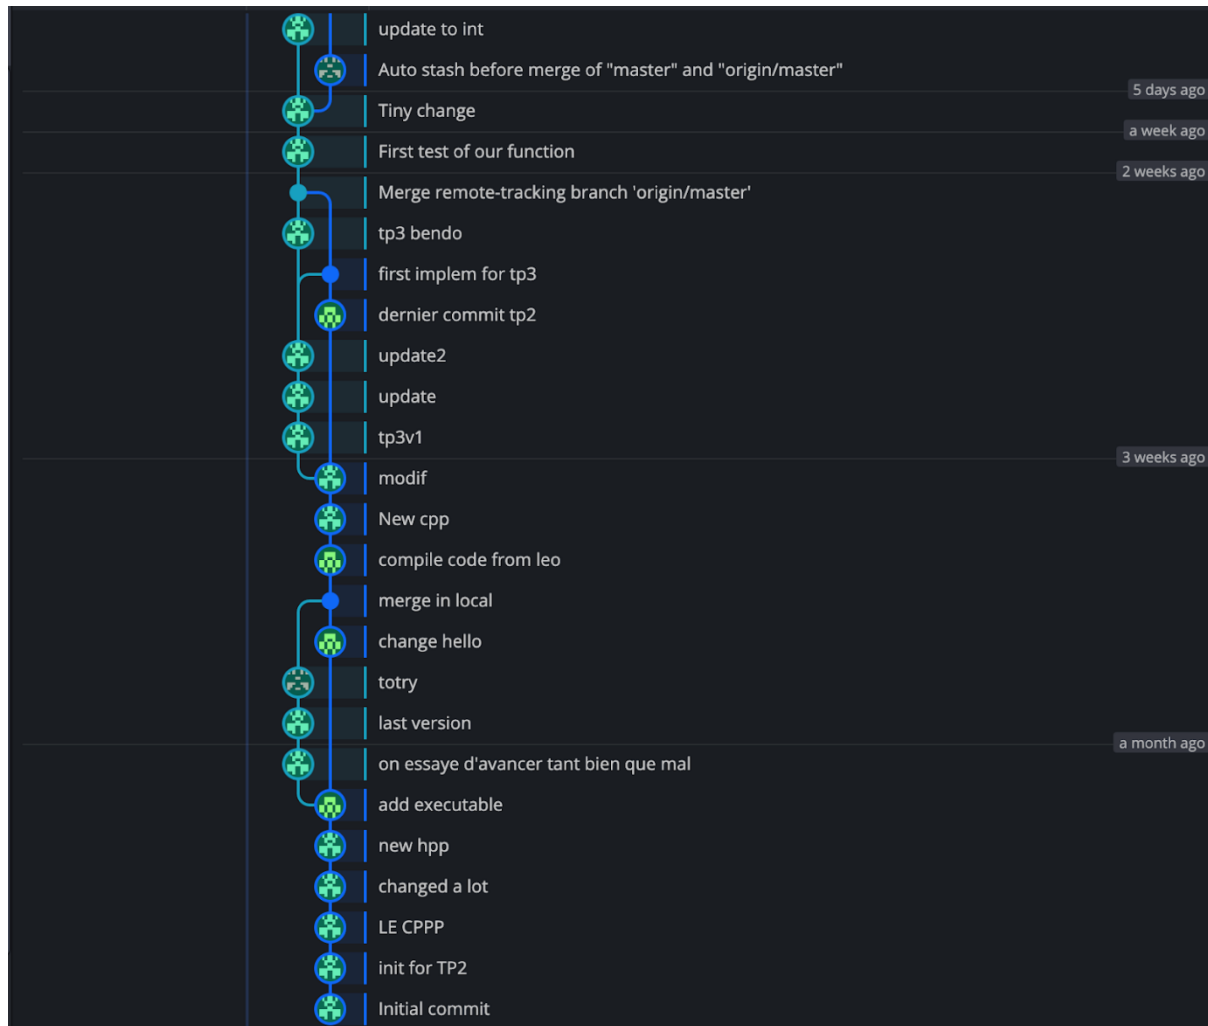 update to int
Auto stash before merge of "master" and "origin/master"
5 days ago
Tiny change
a week ago
First test of our function
2 weeks ago
Merge remote-tracking branch 'origin/master'
tp3 bendo
first implem for tp3
dernier commit tp2
update2
update
tp3v1
3 weeks ago
modif
New cpp
compile code from leo
merge in local
change hello
totry
last version
a month ago
on essaye d'avancer tant bien que mal
add executable
new hpp
changed a lot
LE CPPP
init for TP2
Initial commit